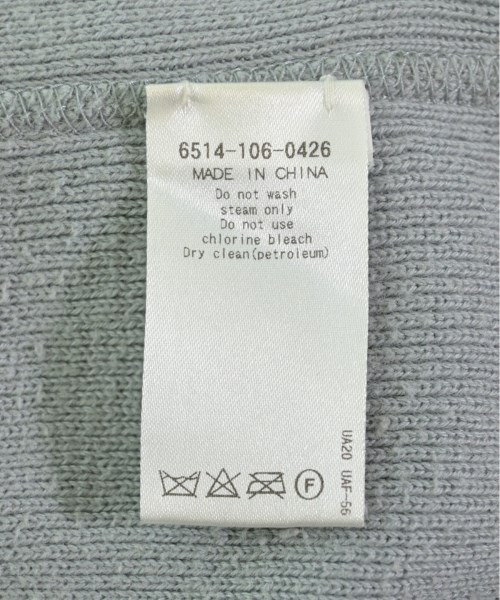 6514-106-0426
MADE IN CHINA
Do not wash
steam only
Do not use
chlorine bleach
Dry clean(petroleum)
UA20 UAF-56
F